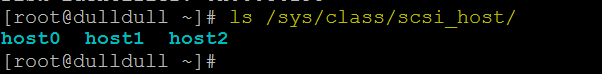 [root@dulldull ~]# ls /sys/class/scsi_host/
host0  host1  host2
[root@dulldull ~]#